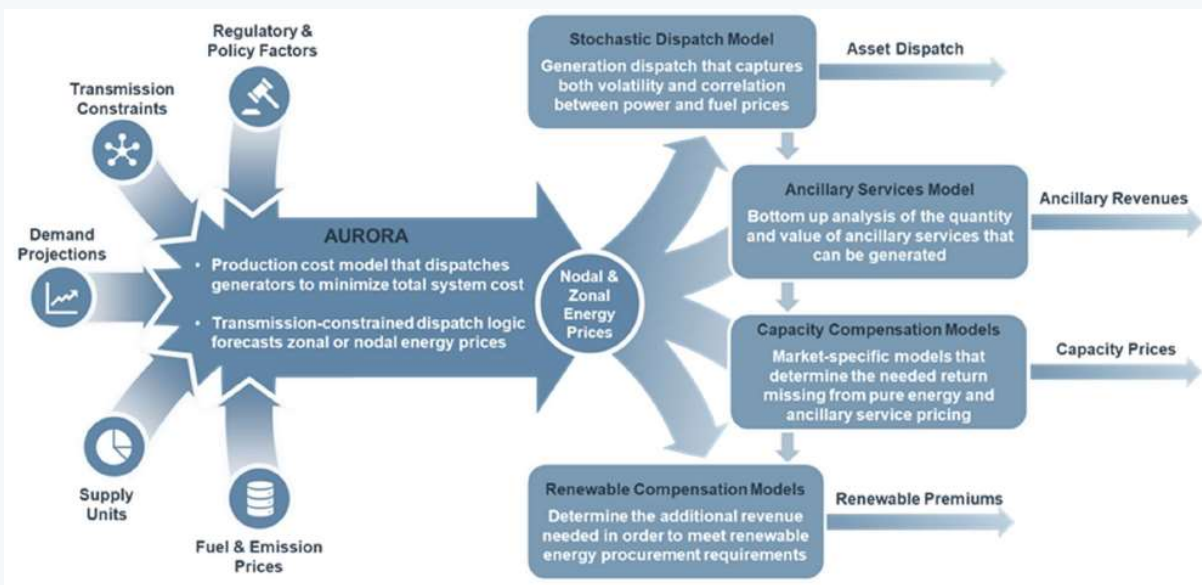 Regulatory &
Policy Factors
Transmission
Constraints
Demand
Projections
Supply
Units
Fuel & Emission
Prices
AURORA
• Production cost model that dispatches
generators to minimize total system cost
• Transmission-constrained dispatch logic
forecasts zonal or nodal energy prices
Nodal &
Zonal
Energy
Prices
Stochastic Dispatch Model
Generation dispatch that captures
both volatility and correlation
between power and fuel prices
Asset Dispatch
Ancillary Services Model
Bottom up analysis of the quantity
and value of ancillary services that
can be generated
Ancillary Revenues
Capacity Compensation Models
Market-specific models that
determine the needed return
missing from pure energy and
ancillary service pricing
Capacity Prices
Renewable Compensation Models
Determine the additional revenue
needed in order to meet renewable
energy procurement requirements
Renewable Premiums